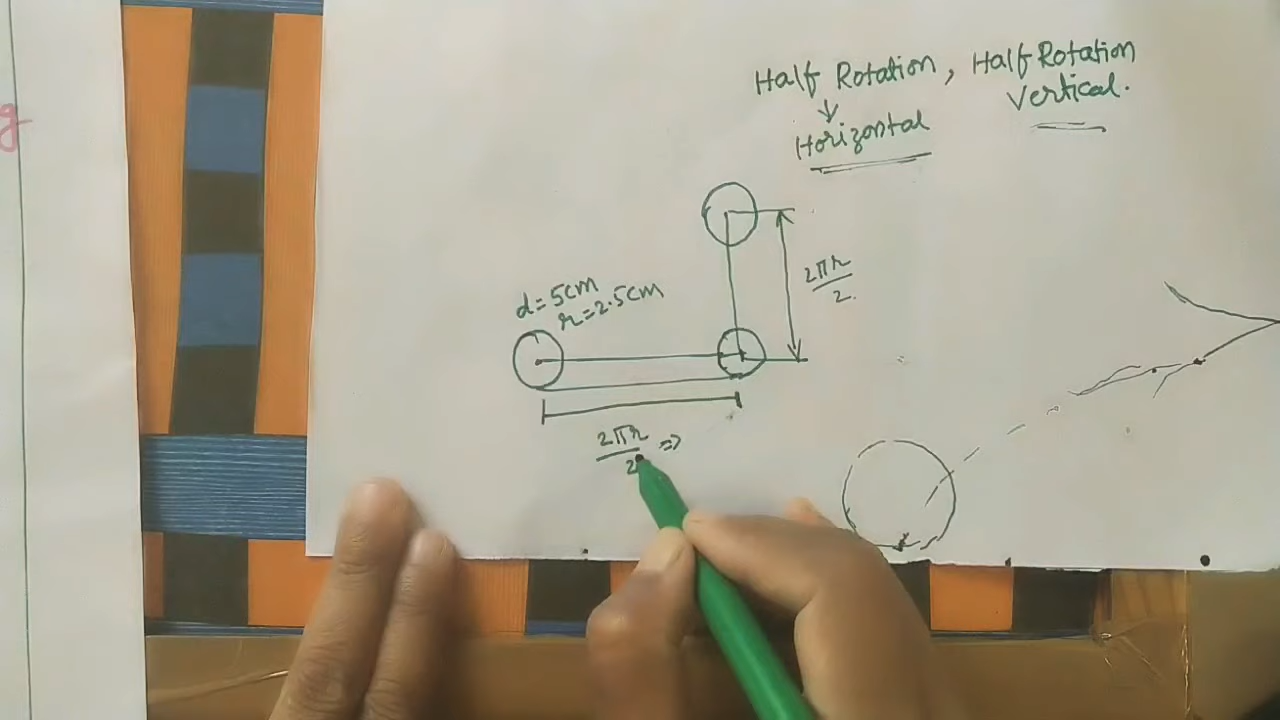 Half Rotation, Half Rotation
Horizontal
Vertical.
2πr
2.
d=5cm
r=2.5cm
2πr
2
=>
g